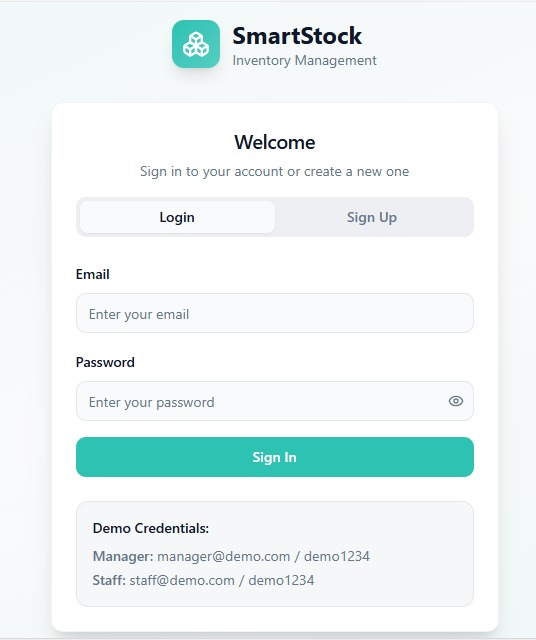 SmartStock
Inventory Management
Welcome
Sign in to your account or create a new one
Login
Sign Up
Email
Enter your email
Password
Enter your password
Sign In
Demo Credentials:
Manager: manager@demo.com / demo1234
Staff: staff@demo.com / demo1234